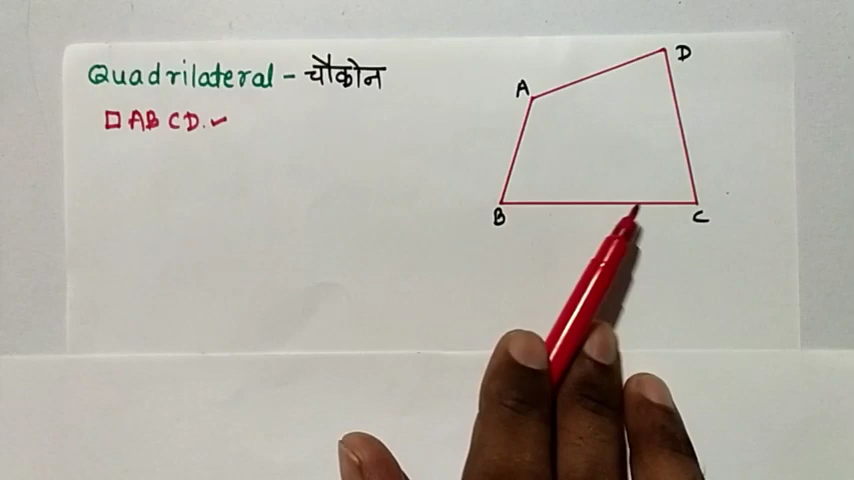 Quadrilateral - चौकोन
□ ABCD. ✓
A
D
B
C